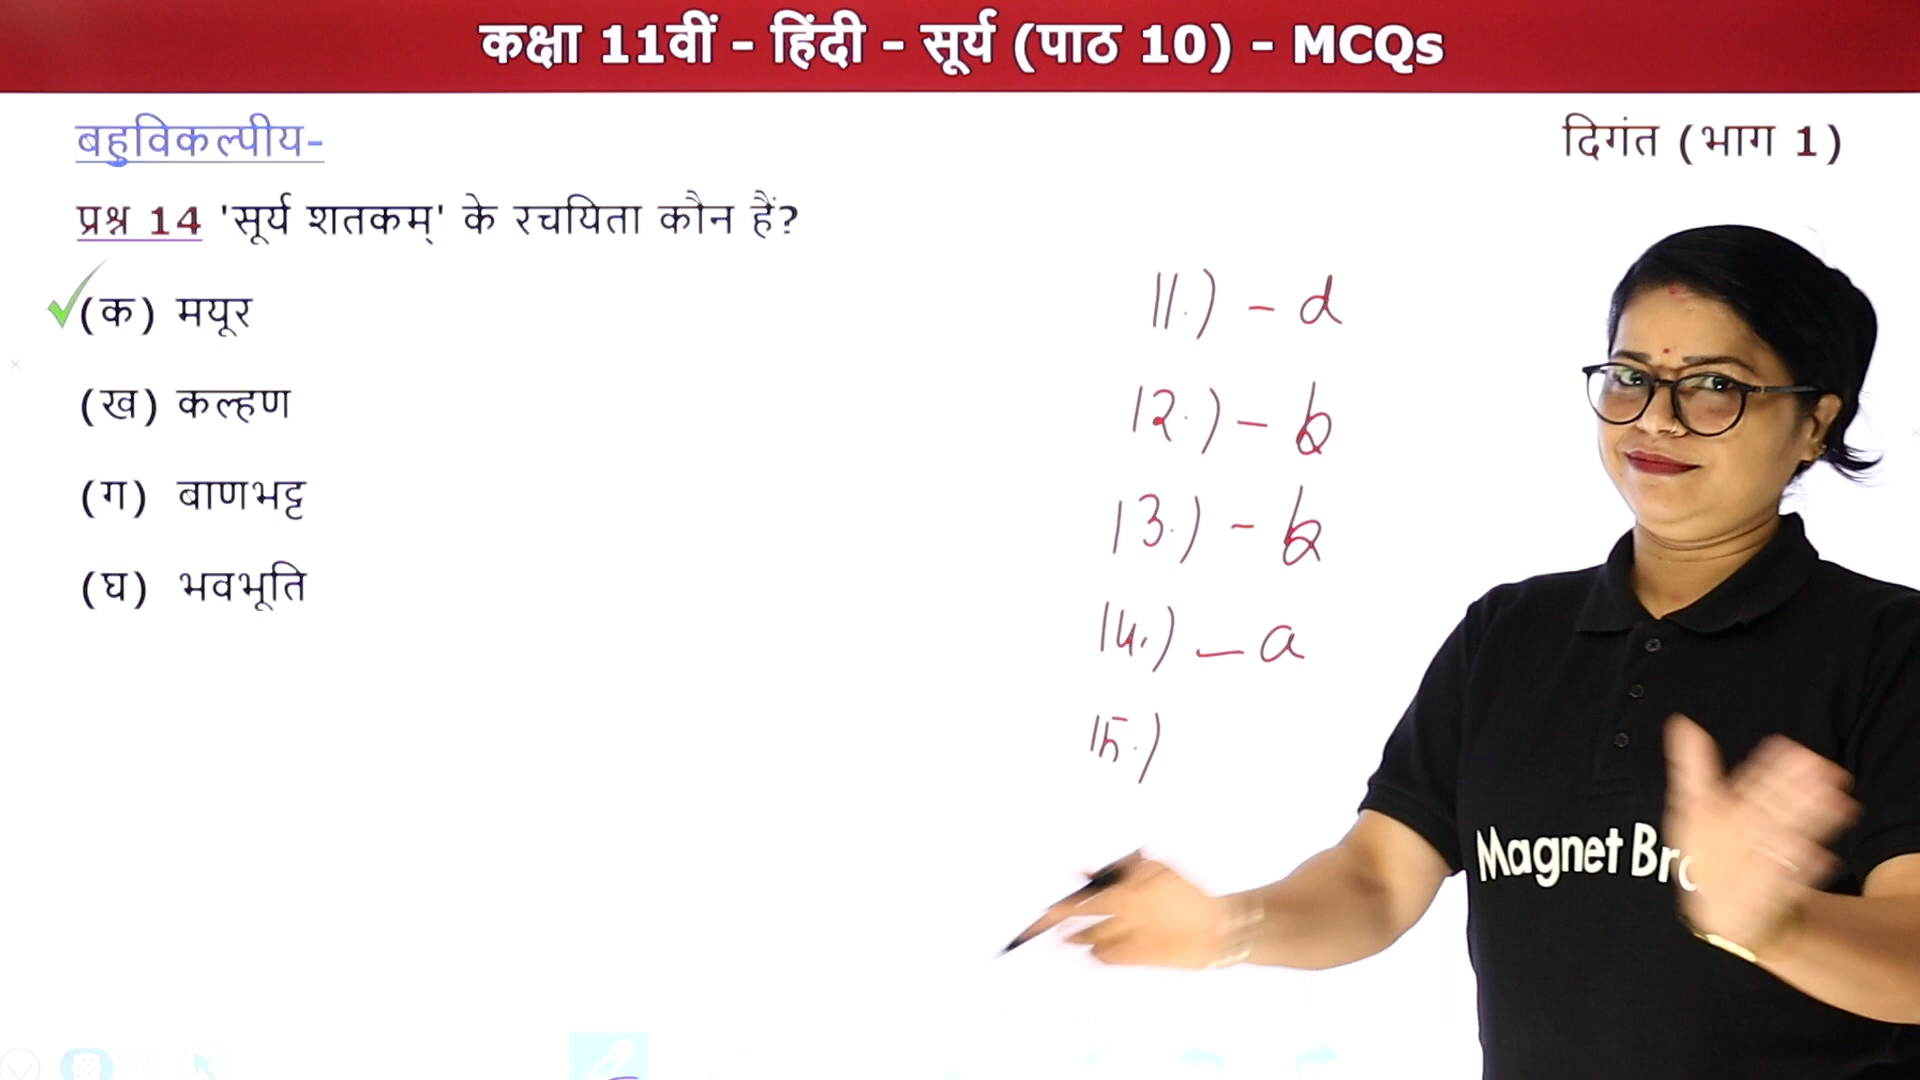 कक्षा 11वीं - हिंदी - सूर्य (पाठ 10) - MCQs
बहुविकल्पीय-
दिगंत (भाग 1)
प्रश्न 14 'सूर्य शतकम्' के रचयिता कौन हैं?
(क) मयूर
(ख) कल्हण
(ग) बाणभट्ट
(घ) भवभूति
11.) - d
12.) - b
13.) - b
14.) - a
15.)
Magnet Bra